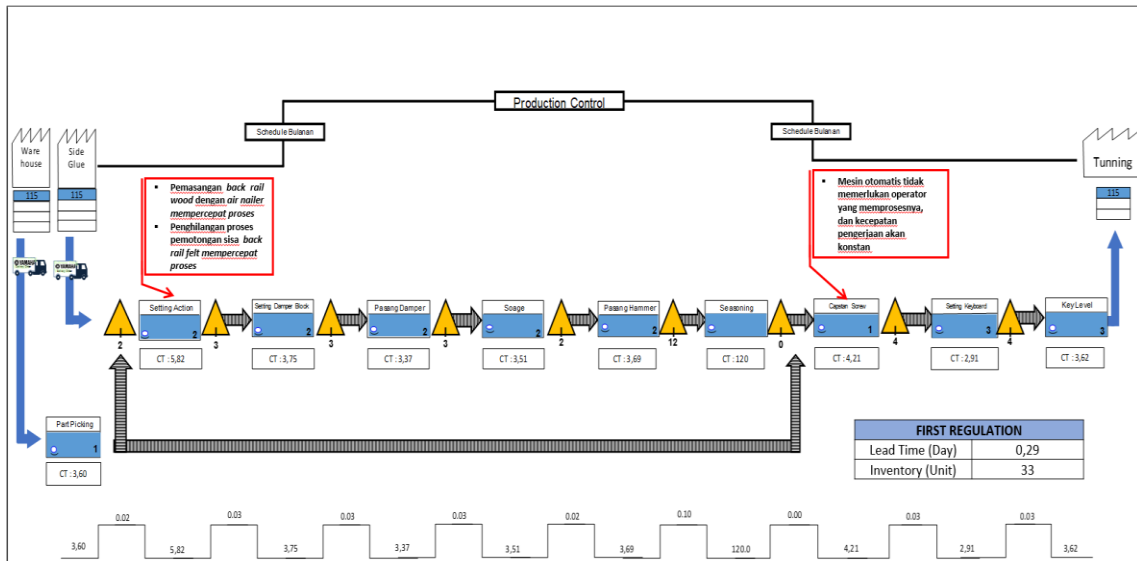 Production Control
Schedule Bulanan
Schedule Bulanan
Ware
house
Side
Glue
Tunning
115
115
115
▪ Pemasangan back rail
wood dengan air nailer
mempercepat proses
▪ Penghilangan proses
pemotongan sisa back
rail felt mempercepat
proses
▪ Mesin otomatis tidak
memerlukan operator
yang memprosesnya,
dan kecepatan
pengerjaan akan
konstan
YAMAHA
YAMAHA
Setting Action
Setting Damper Block
Pasang Damper
Soage
Pasang Hammer
Seasoning
Capstan Screw
Setting Keyboard
Key Level
2
2
3
2
3
2
3
2
2
2
12
2
0
1
4
3
4
3
CT : 5,82
CT : 3,75
CT : 3,37
CT : 3,51
CT : 3,69
CT : 120
CT : 4,21
CT : 2,91
CT : 3,62
Part Picking
1
CT : 3,60
FIRST REGULATION
Lead Time (Day) 0,29
Inventory (Unit) 33
0.02 0.03 0.03 0.03 0.02 0.10 0.00 0.03 0.03
3,60 5,82 3,75 3,37 3,51 3,69 120.0 4,21 2,91 3,62